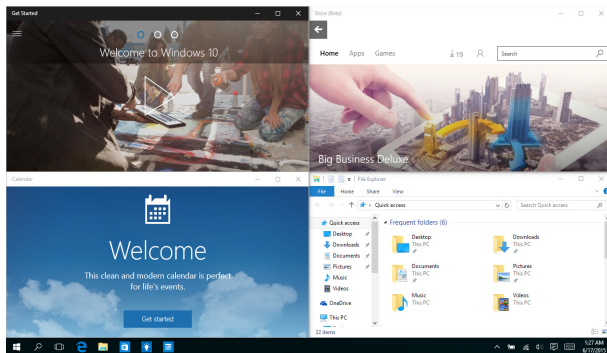 Get Started
Welcome to Windows 10
Store (Beta)
Home Apps Games 19 Search
Big Business Deluxe
Calendar
Welcome
This clean and modern calendar is perfect
for life's events.
Get started
File Explorer
File Home Share View
Quick access Search Quick access
Quick access
Desktop
Downloads
Documents
Pictures
Music
Videos
OneDrive
This PC
Frequent folders (6)
Desktop
This PC
Downloads
This PC
Documents
This PC
Pictures
This PC
Music
This PC
Videos
This PC
22 items
1:27 AM
6/17/2015